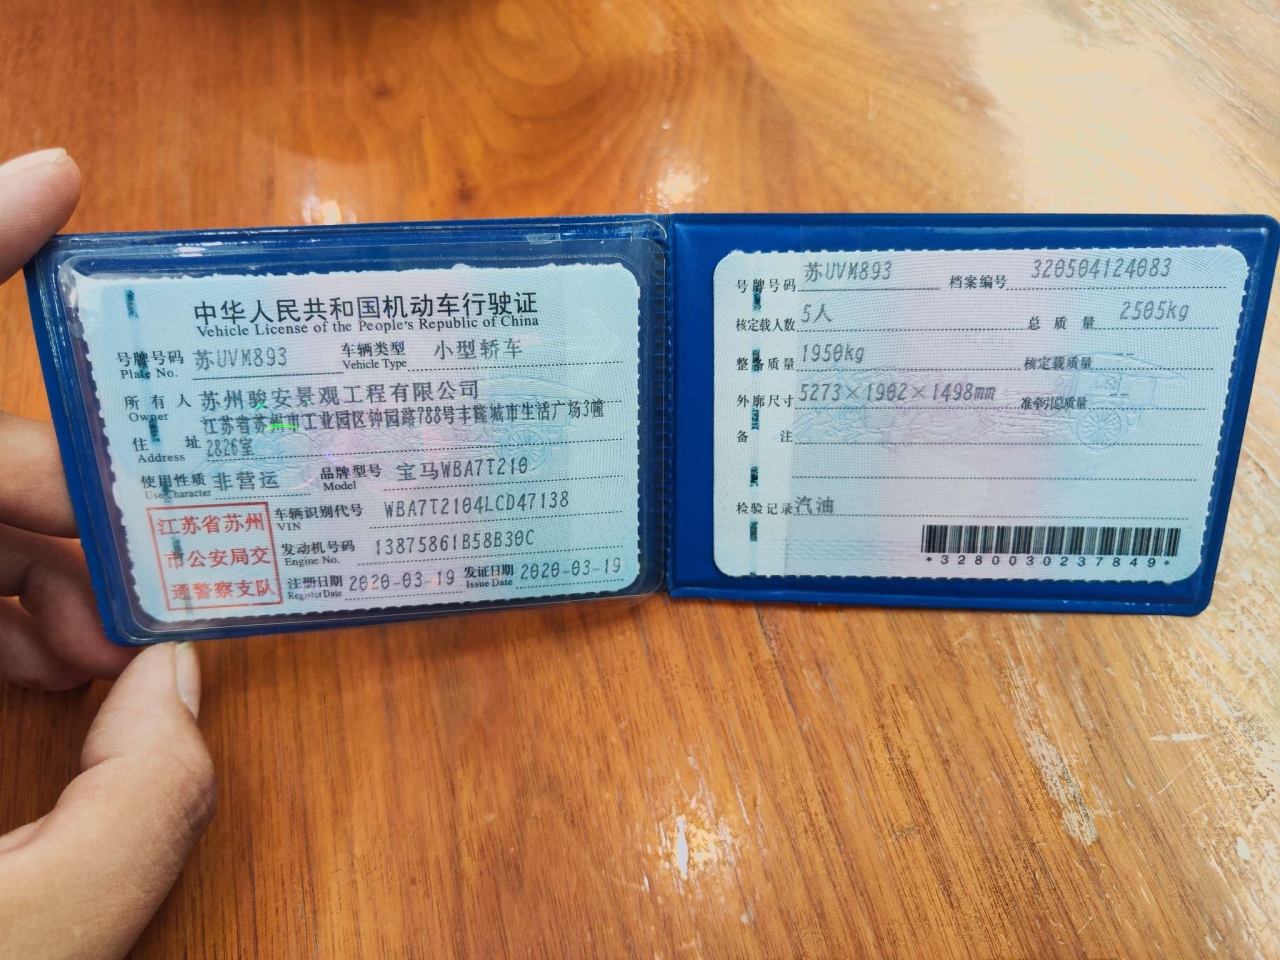 中华人民共和国机动车行驶证
Vehicle License of the People's Republic of China
号牌号码 苏UVM893 车辆类型 小型轿车
Plate No. Vehicle Type
所有人 苏州骏安景观工程有限公司
Owner
江苏省苏州市工业园区钟园路788号丰隆城市生活广场3幢
住址 2826室
Address
使用性质 非营运 品牌型号 宝马WBA7T210
Use Character Model
江苏省苏州
市公安局交
通警察支队
车辆识别代号 WBA7T2104LCD47138
VIN
发动机号码 13875861B58B30C
Engine No.
注册日期 2020-03-19 发证日期 2020-03-19
Register Date Issue Date
号牌号码 苏UVM893 档案编号 320504124083
核定载人数 5人 总质量 2505kg
整备质量 1950kg 核定载质量
外廓尺寸 5273×1902×1498mm 准牵引总质量
备注
检验记录 汽油
*3280030237849*